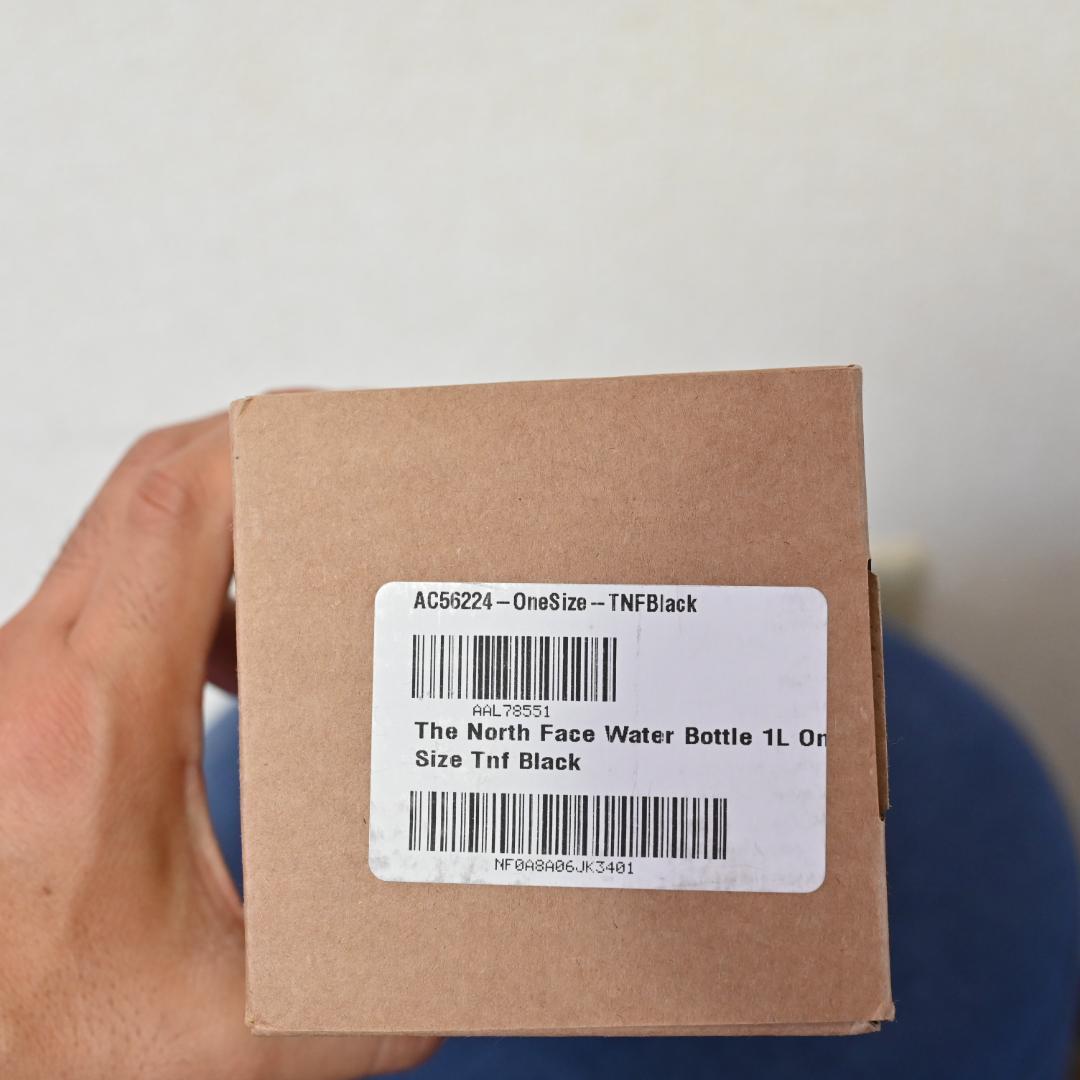 AC56224-OneSize--TNFBlack
AAL78551
The North Face Water Bottle 1L On
Size Tnf Black
NF0A8A06JK3401